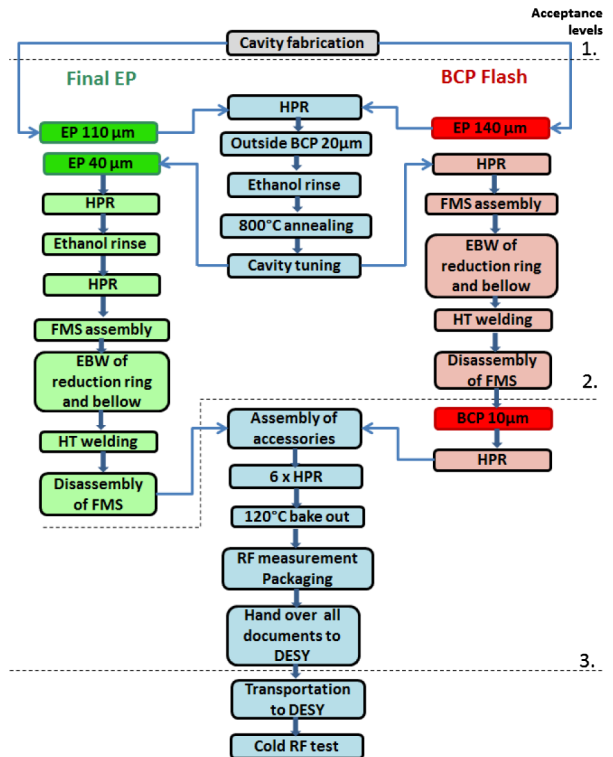 Acceptance
levels
Cavity fabrication
1.
Final EP
BCP Flash
HPR
EP 110 µm
EP 140 µm
Outside BCP 20µm
EP 40 µm
HPR
Ethanol rinse
HPR
FMS assembly
800°C annealing
Ethanol rinse
Cavity tuning
EBW of
reduction ring
and bellow
HPR
HT welding
FMS assembly
EBW of
reduction ring
and bellow
Disassembly
of FMS
2.
Assembly of
accessories
BCP 10µm
HT welding
HPR
6 x HPR
Disassembly
of FMS
120°C bake out
RF measurement
Packaging
Hand over all
documents to
DESY
3.
Transportation
to DESY
Cold RF test